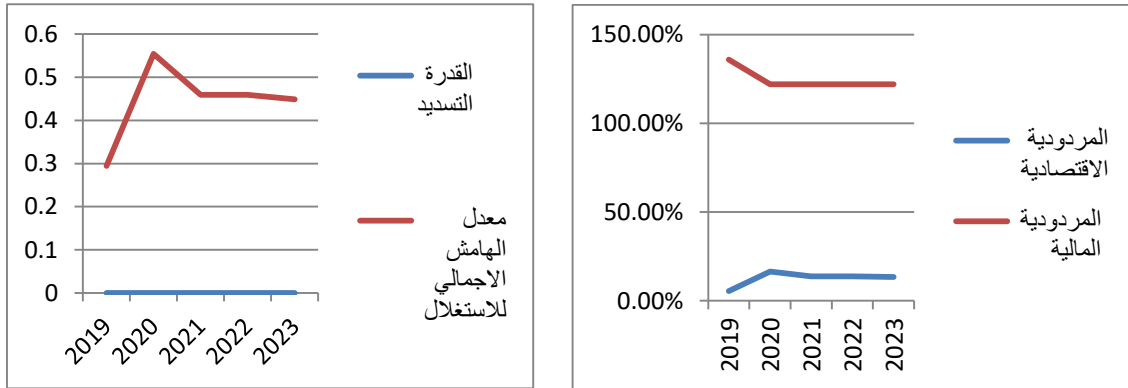 0.6
0.5
0.4
0.3
0.2
0.1
0
2019
2020
2021
2022
2023
القدرة
التسديد
معدل
الهامش
الاجمالي
للاستغلال
150.00%
100.00%
50.00%
0.00%
2019
2020
2021
2022
2023
المردودية
الاقتصادية
المردودية
المالية